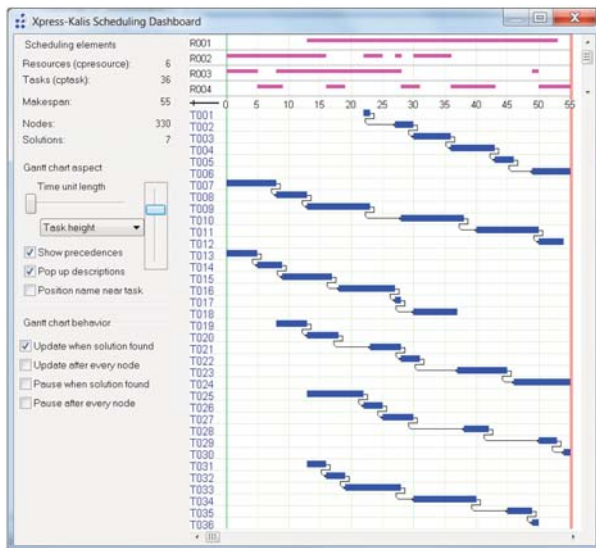 Xpress-Kalis Scheduling Dashboard
Scheduling elements
Resources (cpresource): 6
Tasks (cptask): 36
Makespan: 55
Nodes: 330
Solutions: 7
Gantt chart aspect
Time unit length
Task height
Show precedences
Pop up descriptions
Position name near task
Gantt chart behavior
Update when solution found
Update after every node
Pause when solution found
Pause after every node
R001
R002
R003
R004
0 5 10 15 20 25 30 35 40 45 50 55
T001
T002
T003
T004
T005
T006
T007
T008
T009
T010
T011
T012
T013
T014
T015
T016
T017
T018
T019
T020
T021
T022
T023
T024
T025
T026
T027
T028
T029
T030
T031
T032
T033
T034
T035
T036